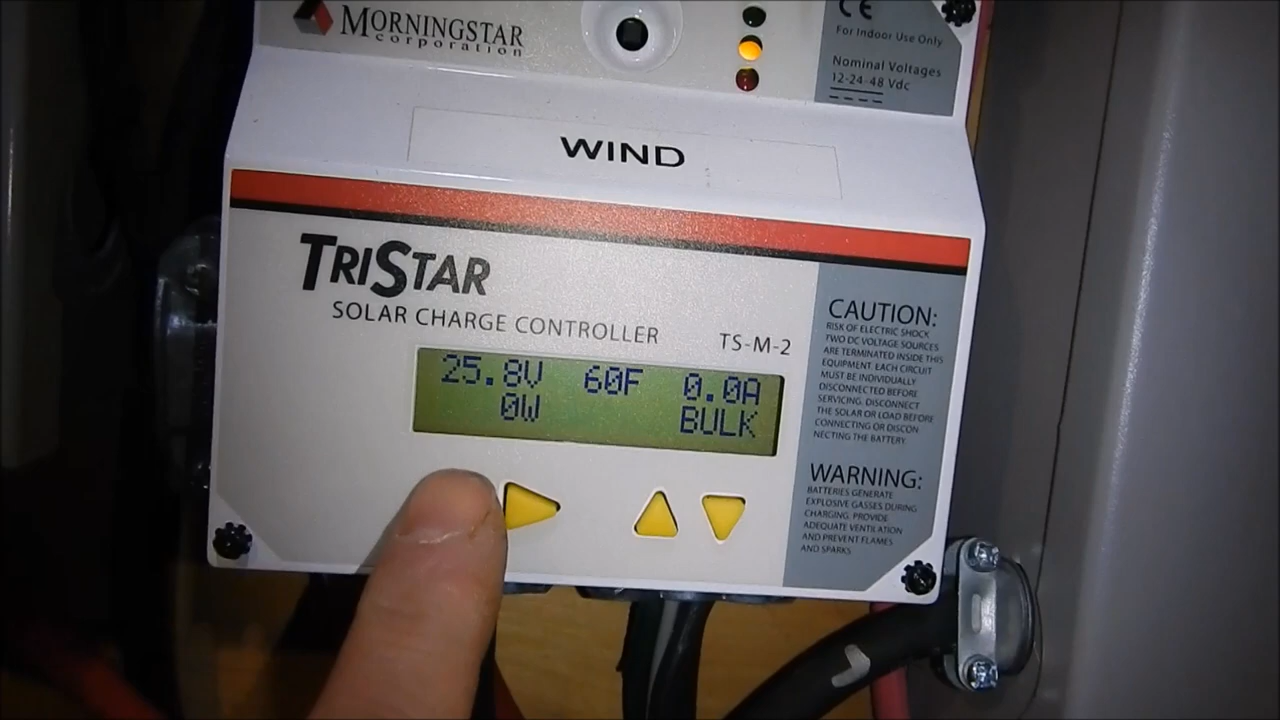 MORNINGSTAR
corporation
CE
For Indoor Use Only
Nominal Voltages
12-24-48 Vdc
WIND
TRISTAR
SOLAR CHARGE CONTROLLER
TS-M-2
25.8V 60F 0.0A
0W BULK
CAUTION:
RISK OF ELECTRIC SHOCK
TWO DC VOLTAGE SOURCES
ARE TERMINATED INSIDE THIS
EQUIPMENT. EACH CIRCUIT
MUST BE INDIVIDUALLY
DISCONNECTED BEFORE
SERVICING. DISCONNECT
THE SOLAR OR LOAD BEFORE
CONNECTING OR DISCON
NECTING THE BATTERY.
WARNING:
BATTERIES GENERATE
EXPLOSIVE GASSES DURING
CHARGING. PROVIDE
ADEQUATE VENTILATION
AND PREVENT FLAMES
AND SPARKS